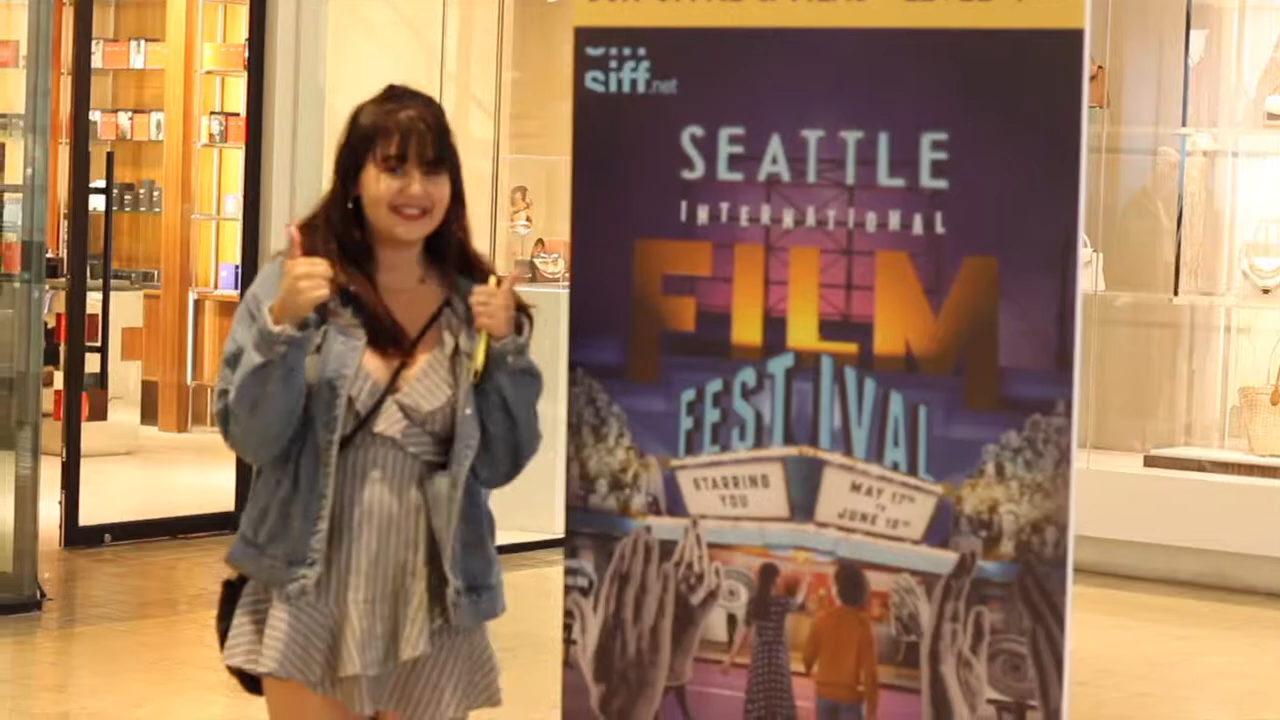 siff.net
SEATTLE
INTERNATIONAL
FILM
FESTIVAL
STARRING
YOU
MAY 17TH
TO
JUNE 10TH